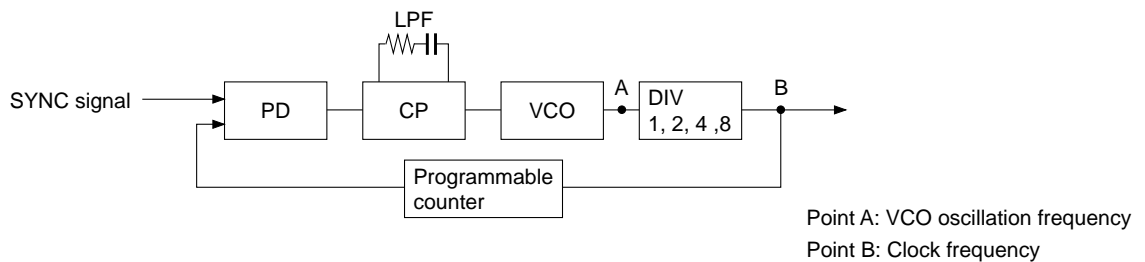 LPF
SYNC signal
PD
CP
VCO
A
DIV
1, 2, 4 ,8
B
Programmable
counter
Point A: VCO oscillation frequency
Point B: Clock frequency